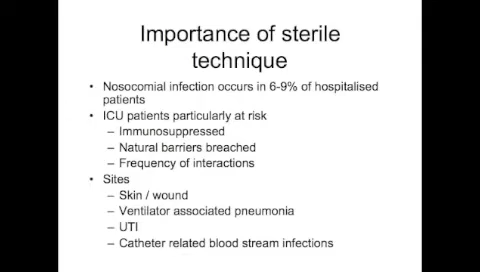 Importance of sterile
technique
• Nosocomial infection occurs in 6-9% of hospitalised
patients
• ICU patients particularly at risk
– Immunosuppressed
– Natural barriers breached
– Frequency of interactions
• Sites
– Skin / wound
– Ventilator associated pneumonia
– UTI
– Catheter related blood stream infections